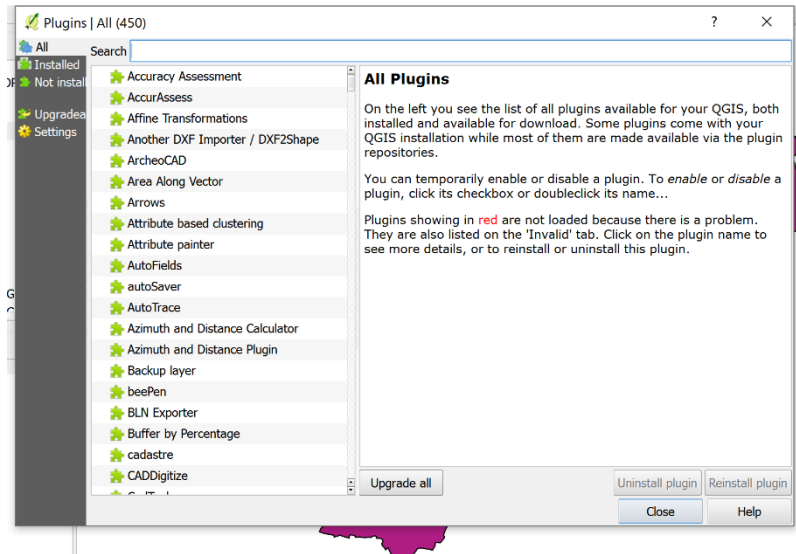 Plugins | All (450)
?
All
Installed
Not install
Upgradea
Settings
Search
Accuracy Assessment
AccurAssess
Affine Transformations
Another DXF Importer / DXF2Shape
ArcheoCAD
Area Along Vector
Arrows
Attribute based clustering
Attribute painter
AutoFields
autoSaver
AutoTrace
Azimuth and Distance Calculator
Azimuth and Distance Plugin
Backup layer
beePen
BLN Exporter
Buffer by Percentage
cadastre
CADDigitize
All Plugins
On the left you see the list of all plugins available for your QGIS, both
installed and available for download. Some plugins come with your
QGIS installation while most of them are made available via the plugin
repositories.
You can temporarily enable or disable a plugin. To enable or disable a
plugin, click its checkbox or doubleclick its name...
Plugins showing in red are not loaded because there is a problem.
They are also listed on the 'Invalid' tab. Click on the plugin name to
see more details, or to reinstall or uninstall this plugin.
Upgrade all
Uninstall plugin
Reinstall plugin
Close
Help